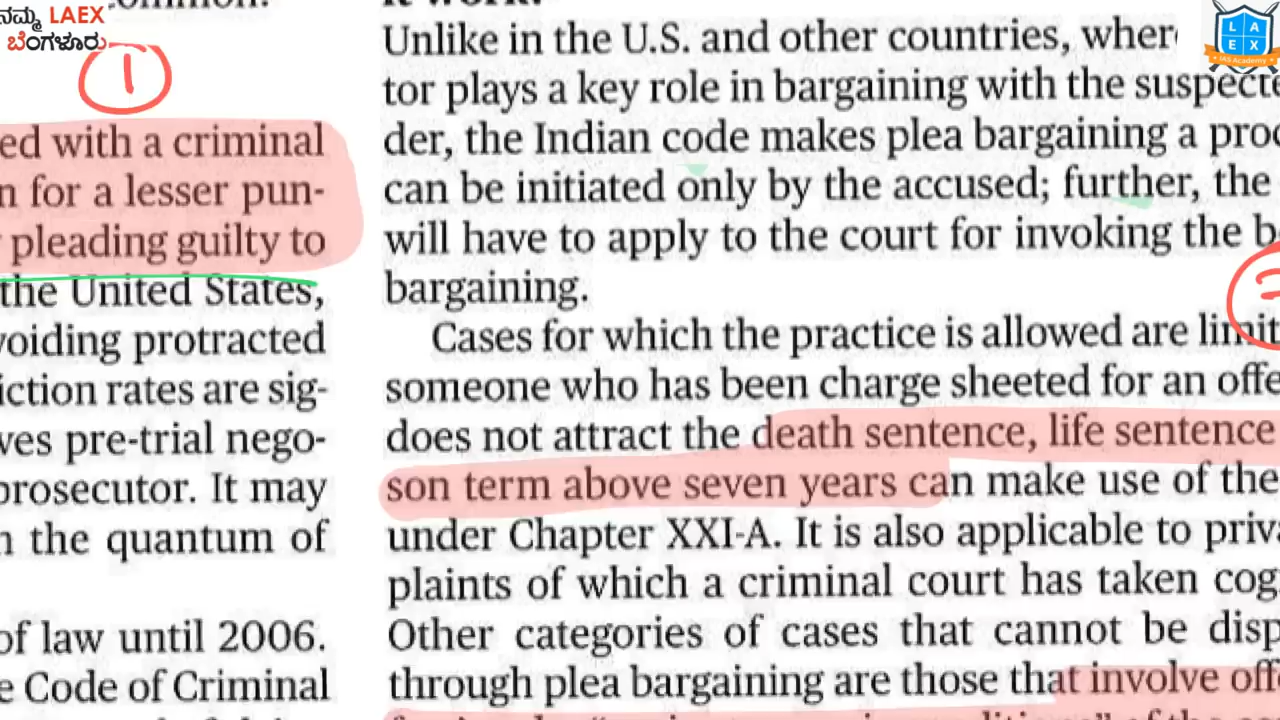 ನಮ್ಮ LAEX
ಬೆಂಗಳೂರು
1
ed with a criminal
n for a lesser pun-
pleading guilty to
the United States,
voiding protracted
iction rates are sig-
ves pre-trial nego-
prosecutor. It may
n the quantum of
of law until 2006.
e Code of Criminal
Unlike in the U.S. and other countries, where
tor plays a key role in bargaining with the suspecte
der, the Indian code makes plea bargaining a proc
can be initiated only by the accused; further, the
will have to apply to the court for invoking the b
bargaining.
Cases for which the practice is allowed are limit
someone who has been charge sheeted for an offe
does not attract the death sentence, life sentence
son term above seven years can make use of the
under Chapter XXI-A. It is also applicable to priva
plaints of which a criminal court has taken cog
Other categories of cases that cannot be disp
through plea bargaining are those that involve offe
L A
E X
IAS Academy